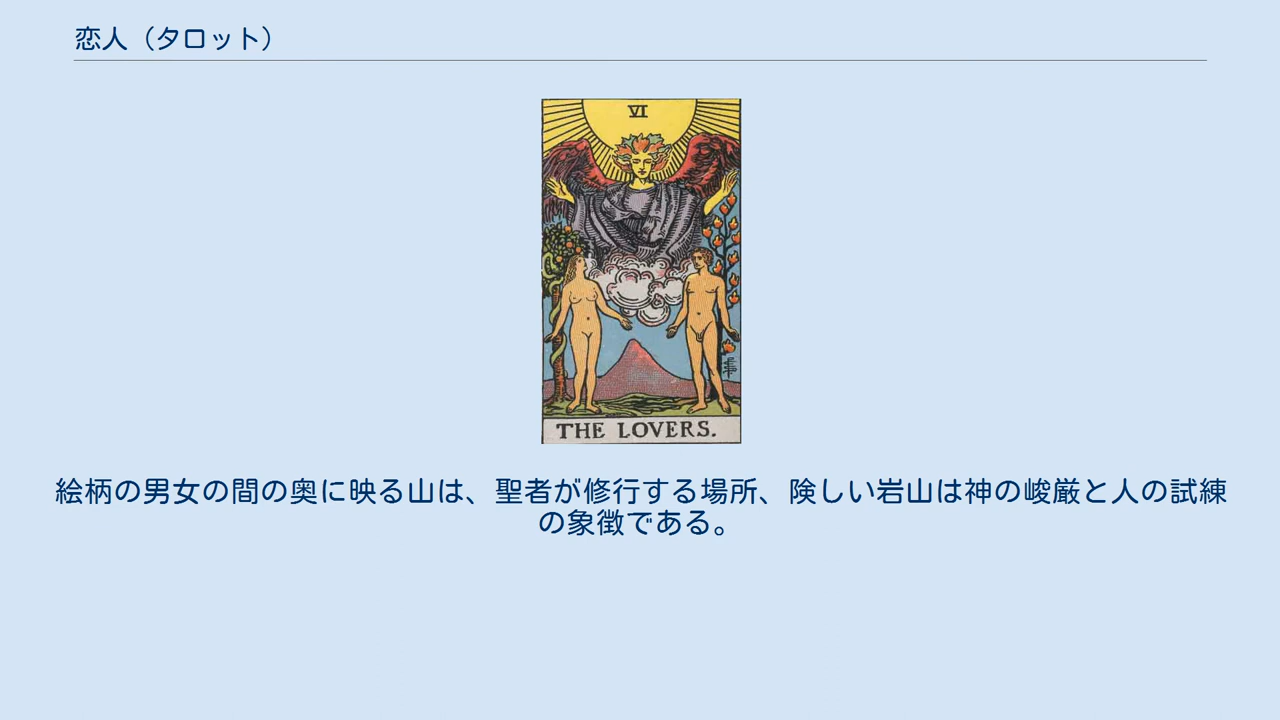 恋人（タロット）
VI
THE LOVERS.
絵柄の男女の間の奥に映る山は、聖者が修行する場所、険しい岩山は神の峻厳と人の試練
の象徴である。